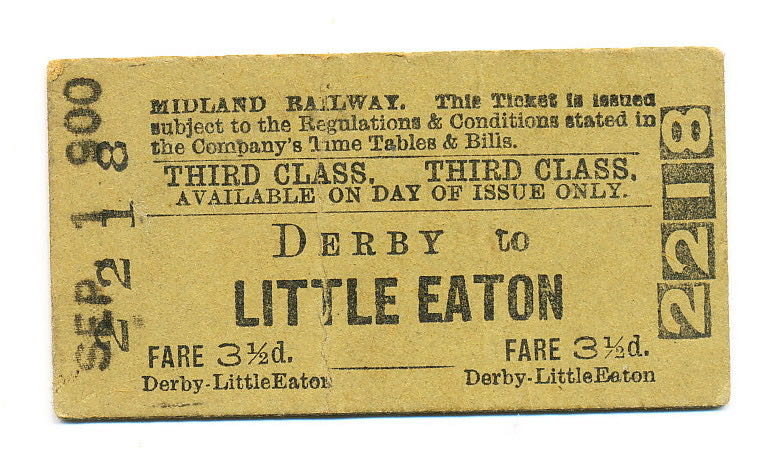 MIDLAND RAILWAY. This Ticket is issued
subject to the Regulations & Conditions stated in
the Company's Time Tables & Bills.
THIRD CLASS. THIRD CLASS.
AVAILABLE ON DAY OF ISSUE ONLY.
DERBY to
LITTLE EATON
FARE 3½d. FARE 3½d.
Derby-LittleEaton Derby-LittleEaton
2218
SEP 1 900
2218